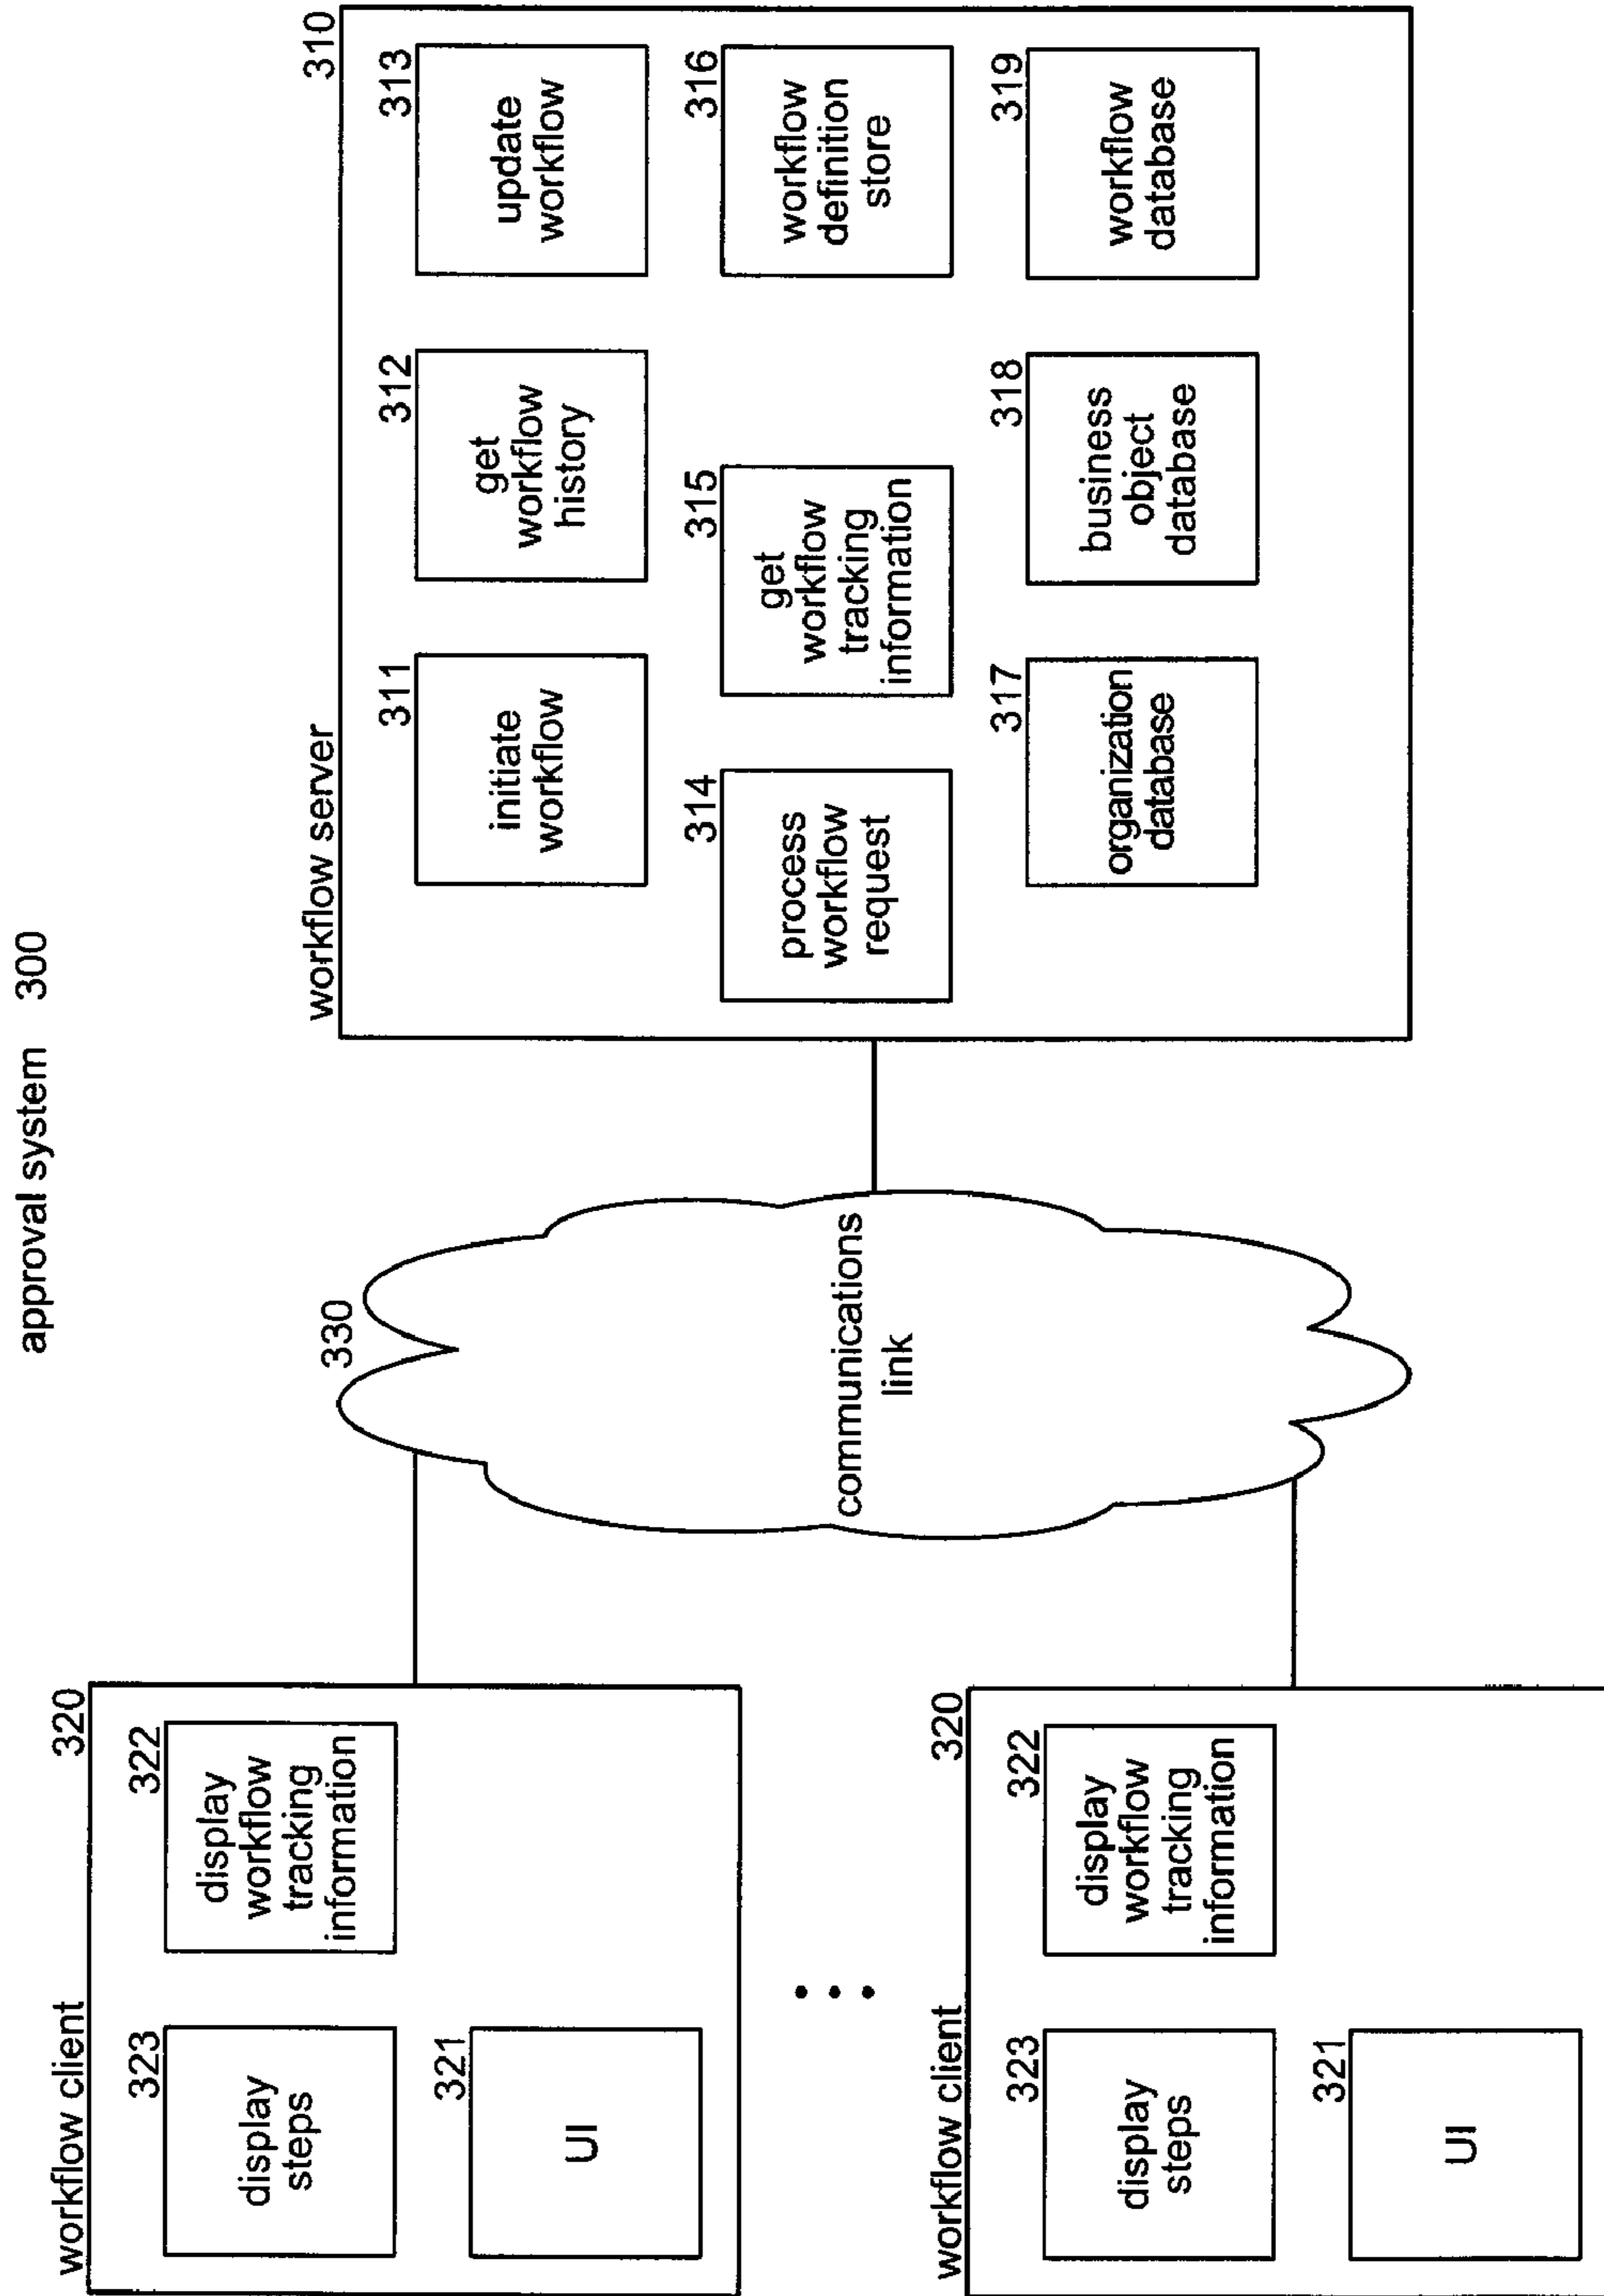 approval system 300
workflow client 320
323
display
steps
322
display
workflow
tracking
information
321
UI
workflow client 320
323
display
steps
322
display
workflow
tracking
information
321
UI
330
communications
link
workflow server 310
311
initiate
workflow
312
get
workflow
history
313
update
workflow
314
process
workflow
request
315
get
workflow
tracking
information
316
workflow
definition
store
317
organization
database
318
business
object
database
319
workflow
database